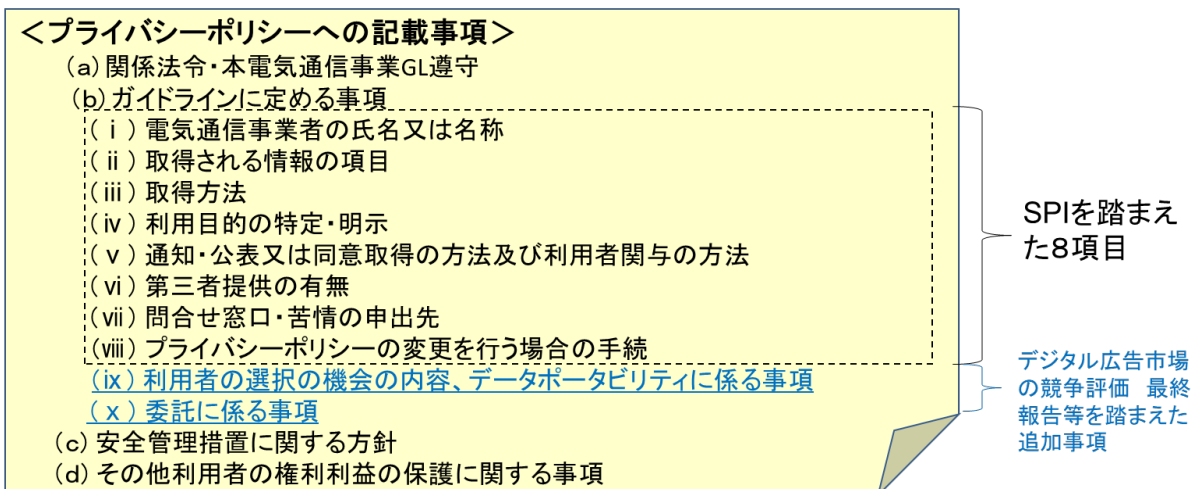 ＜プライバシーポリシーへの記載事項＞
(a)関係法令・本電気通信事業GL遵守
(b)ガイドラインに定める事項
(ⅰ)電気通信事業者の氏名又は名称
(ⅱ)取得される情報の項目
(ⅲ)取得方法
(ⅳ)利用目的の特定・明示
(ⅴ)通知・公表又は同意取得の方法及び利用者関与の方法
(ⅵ)第三者提供の有無
(ⅶ)問合せ窓口・苦情の申出先
(ⅷ)プライバシーポリシーの変更を行う場合の手続
(ⅸ)利用者の選択の機会の内容、データポータビリティに係る事項
(ⅹ)委託に係る事項
(c)安全管理措置に関する方針
(d)その他利用者の権利利益の保護に関する事項
SPIを踏まえ
た８項目
デジタル広告市場
の競争評価 最終
報告等を踏まえた
追加事項